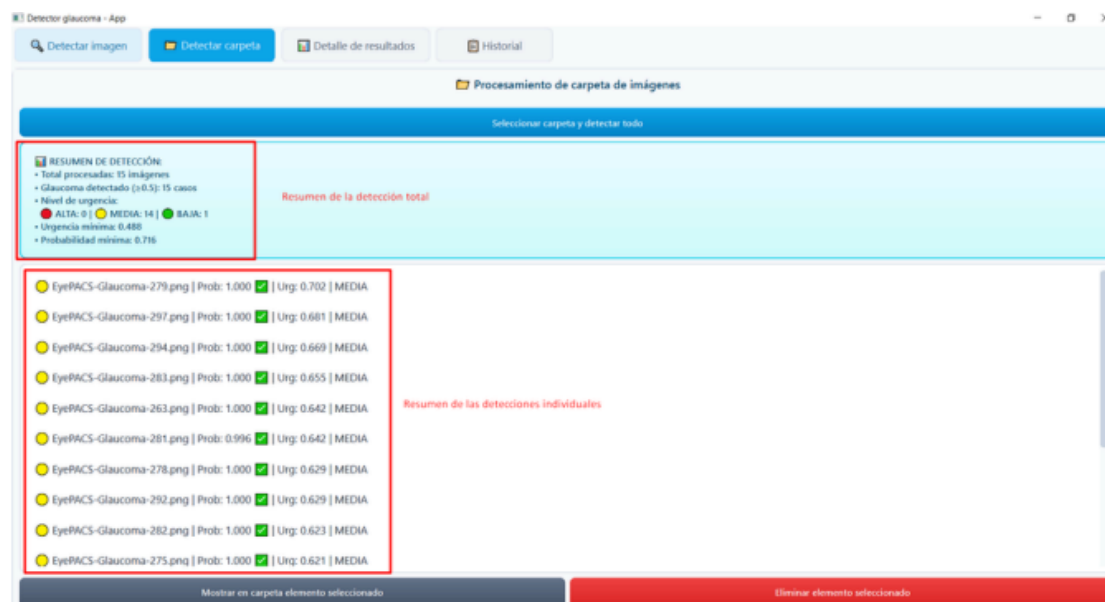 Detector glaucoma - App
Detectar imagen
Detectar carpeta
Detalle de resultados
Historial
Procesamiento de carpeta de imágenes
Seleccionar carpeta y detectar todo
RESUMEN DE DETECCIÓN:
• Total procesadas: 15 imágenes
• Glaucoma detectado (≥0.5): 15 casos
• Nivel de urgencia:
ALTA: 0 | MEDIA: 14 | BAJA: 1
• Urgencia mínima: 0.488
• Probabilidad mínima: 0.716
Resumen de la detección total
EyePACS-Glaucoma-279.png | Prob: 1.000 ✅ | Urg: 0.702 | MEDIA
EyePACS-Glaucoma-297.png | Prob: 1.000 ✅ | Urg: 0.681 | MEDIA
EyePACS-Glaucoma-294.png | Prob: 1.000 ✅ | Urg: 0.669 | MEDIA
EyePACS-Glaucoma-283.png | Prob: 1.000 ✅ | Urg: 0.655 | MEDIA
EyePACS-Glaucoma-263.png | Prob: 1.000 ✅ | Urg: 0.642 | MEDIA
Resumen de las detecciones individuales
EyePACS-Glaucoma-281.png | Prob: 0.996 ✅ | Urg: 0.642 | MEDIA
EyePACS-Glaucoma-278.png | Prob: 1.000 ✅ | Urg: 0.629 | MEDIA
EyePACS-Glaucoma-292.png | Prob: 1.000 ✅ | Urg: 0.629 | MEDIA
EyePACS-Glaucoma-282.png | Prob: 1.000 ✅ | Urg: 0.623 | MEDIA
EyePACS-Glaucoma-275.png | Prob: 1.000 ✅ | Urg: 0.621 | MEDIA
Mostrar en carpeta elemento seleccionado
Eliminar elemento seleccionado